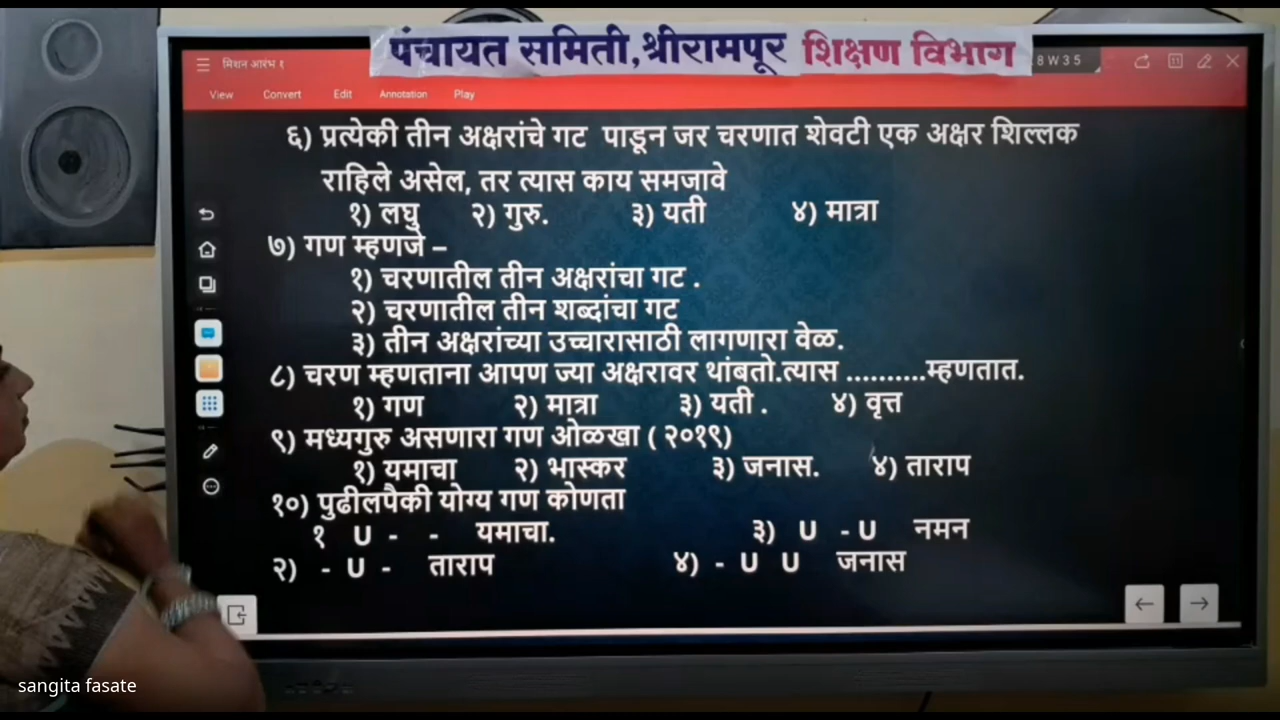 पंचायत समिती,श्रीरामपूर शिक्षण विभाग
मिशन आरंभ १
8W35
View Convert Edit Annotation Play
६) प्रत्येकी तीन अक्षरांचे गट पाडून जर चरणात शेवटी एक अक्षर शिल्लक
राहिले असेल, तर त्यास काय समजावे
१) लघु २) गुरु. ३) यती ४) मात्रा
७) गण म्हणजे –
१) चरणातील तीन अक्षरांचा गट .
२) चरणातील तीन शब्दांचा गट
३) तीन अक्षरांच्या उच्चारासाठी लागणारा वेळ.
८) चरण म्हणताना आपण ज्या अक्षरावर थांबतो.त्यास ..........म्हणतात.
१) गण २) मात्रा ३) यती . ४) वृत्त
९) मध्यगुरु असणारा गण ओळखा ( २०१९)
१) यमाचा २) भास्कर ३) जनास. ४) ताराप
१०) पुढीलपैकी योग्य गण कोणता
१ U - - यमाचा. ३) U - U नमन
२) - U - ताराप ४) - U U जनास
sangita fasate